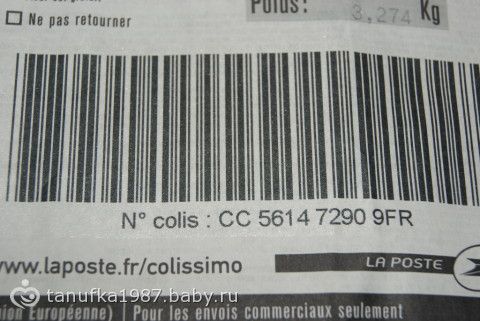 Poids: 3,274 Kg
Ne pas retourner
N° colis : CC 5614 7290 9FR
www.laposte.fr/colissimo
LA POSTE
tanufka1987.baby.ru
Européenne) Pour les envois commerciaux seulement